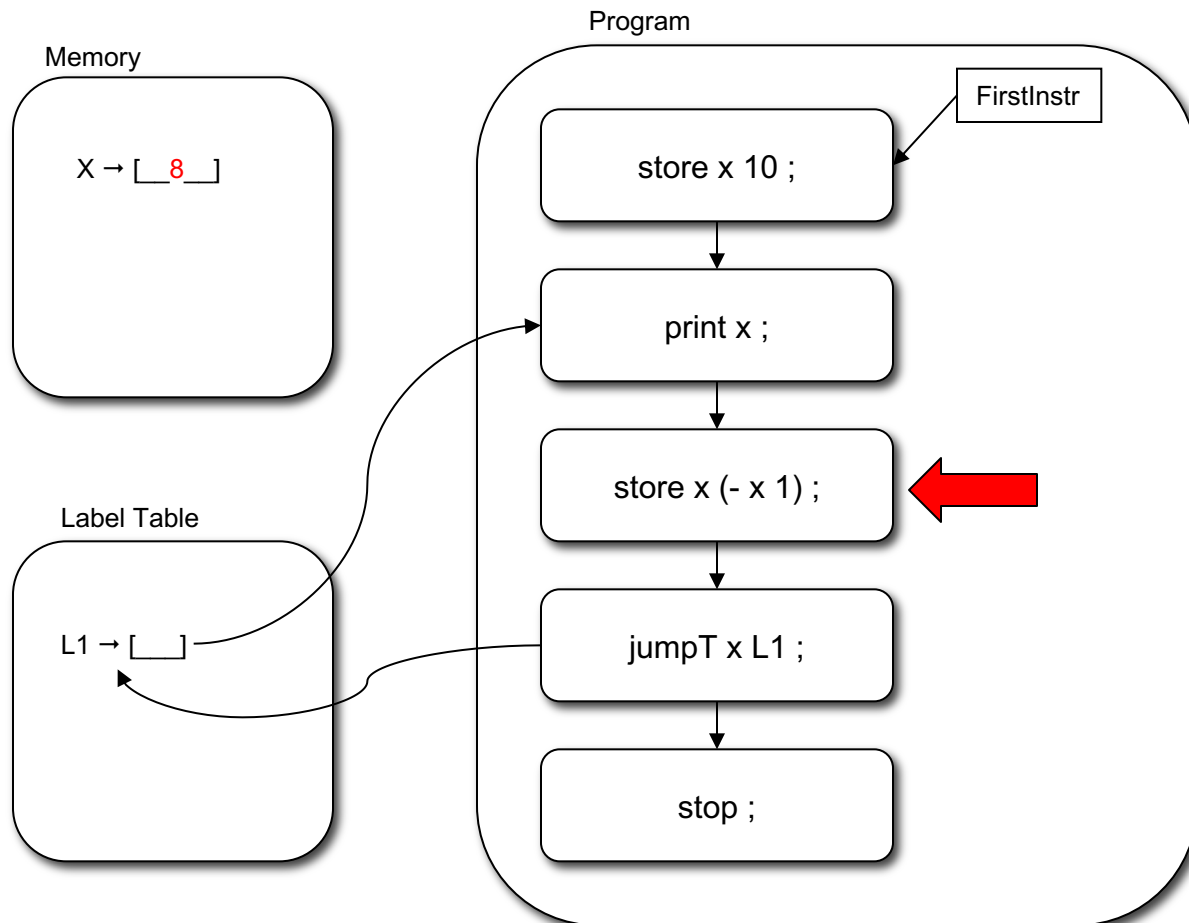 Program
Memory
FirstInstr
store x 10 ;
X → [__8__]
print x ;
store x (- x 1) ;
Label Table
L1 → [___]
jumpT x L1 ;
stop ;